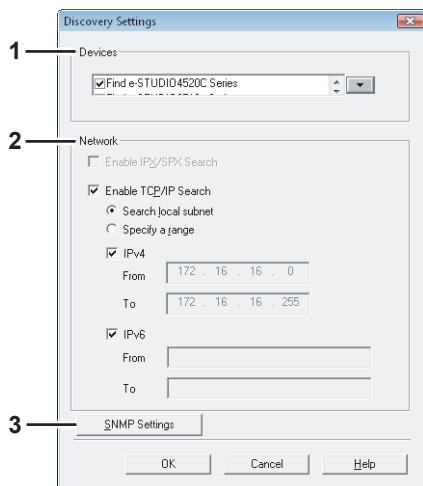 Discovery Settings
1
Devices
Find e-STUDIO4520C Series
2
Network
Enable IPX/SPX Search
Enable TCP/IP Search
Search local subnet
Specify a range
IPv4
From 172 . 16 . 16 . 0
To 172 . 16 . 16 . 255
IPv6
From
To
3
SNMP Settings
OK Cancel Help